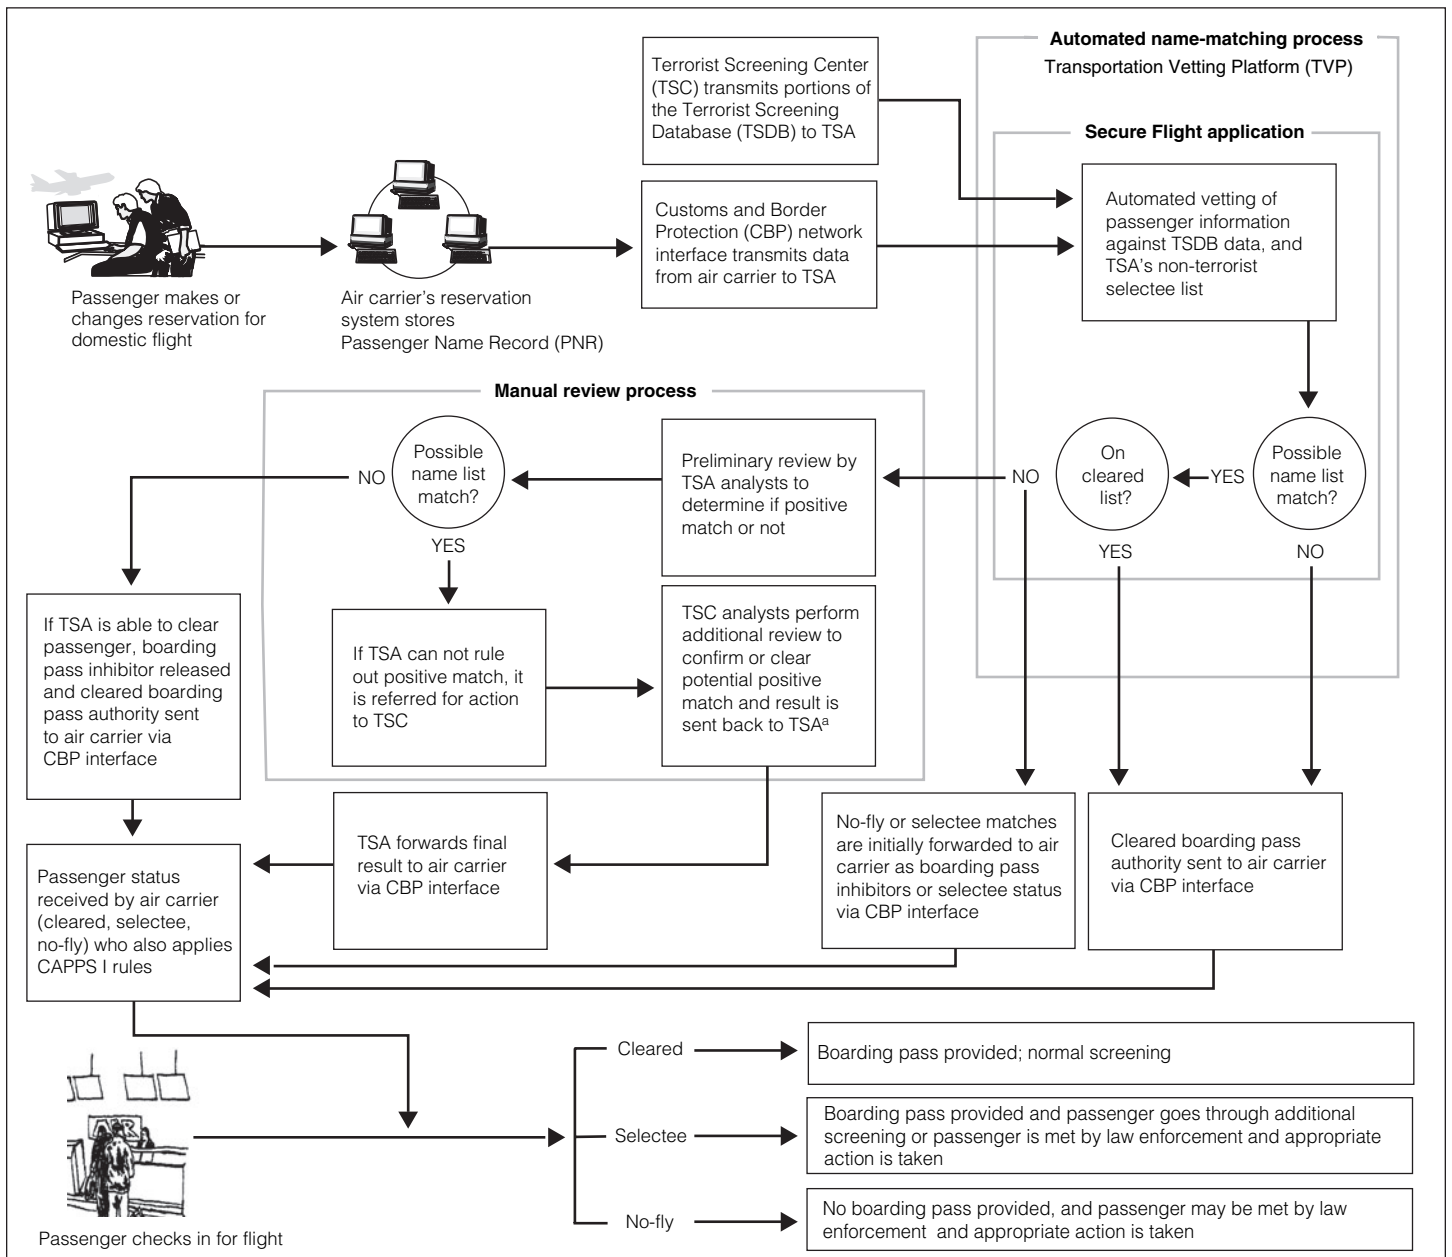 Automated name-matching process
Transportation Vetting Platform (TVP)
Terrorist Screening Center
(TSC) transmits portions of
the Terrorist Screening
Database (TSDB) to TSA
Secure Flight application
Customs and Border
Protection (CBP) network
interface transmits data
from air carrier to TSA
Automated vetting of
passenger information
against TSDB data, and
TSA's non-terrorist
selectee list
Passenger makes or
changes reservation for
domestic flight
Air carrier's reservation
system stores
Passenger Name Record (PNR)
Manual review process
Possible
name list
match?
YES
On
cleared
list?
NO
Preliminary review by
TSA analysts to
determine if positive
match or not
Possible
name list
match?
NO
YES
YES
NO
If TSA is able to clear
passenger, boarding
pass inhibitor released
and cleared boarding
pass authority sent
to air carrier via
CBP interface
If TSA can not rule
out positive match, it
is referred for action
to TSC
TSC analysts perform
additional review to
confirm or clear
potential positive
match and result is
sent back to TSAª
Passenger status
received by air carrier
(cleared, selectee,
no-fly) who also applies
CAPPS I rules
TSA forwards final
result to air carrier
via CBP interface
No-fly or selectee matches
are initially forwarded to air
carrier as boarding pass
inhibitors or selectee status
via CBP interface
Cleared boarding pass
authority sent to air carrier
via CBP interface
AIR
Passenger checks in for flight
Cleared
Boarding pass provided; normal screening
Selectee
Boarding pass provided and passenger goes through additional
screening or passenger is met by law enforcement and appropriate
action is taken
No-fly
No boarding pass provided, and passenger may be met by law
enforcement and appropriate action is taken